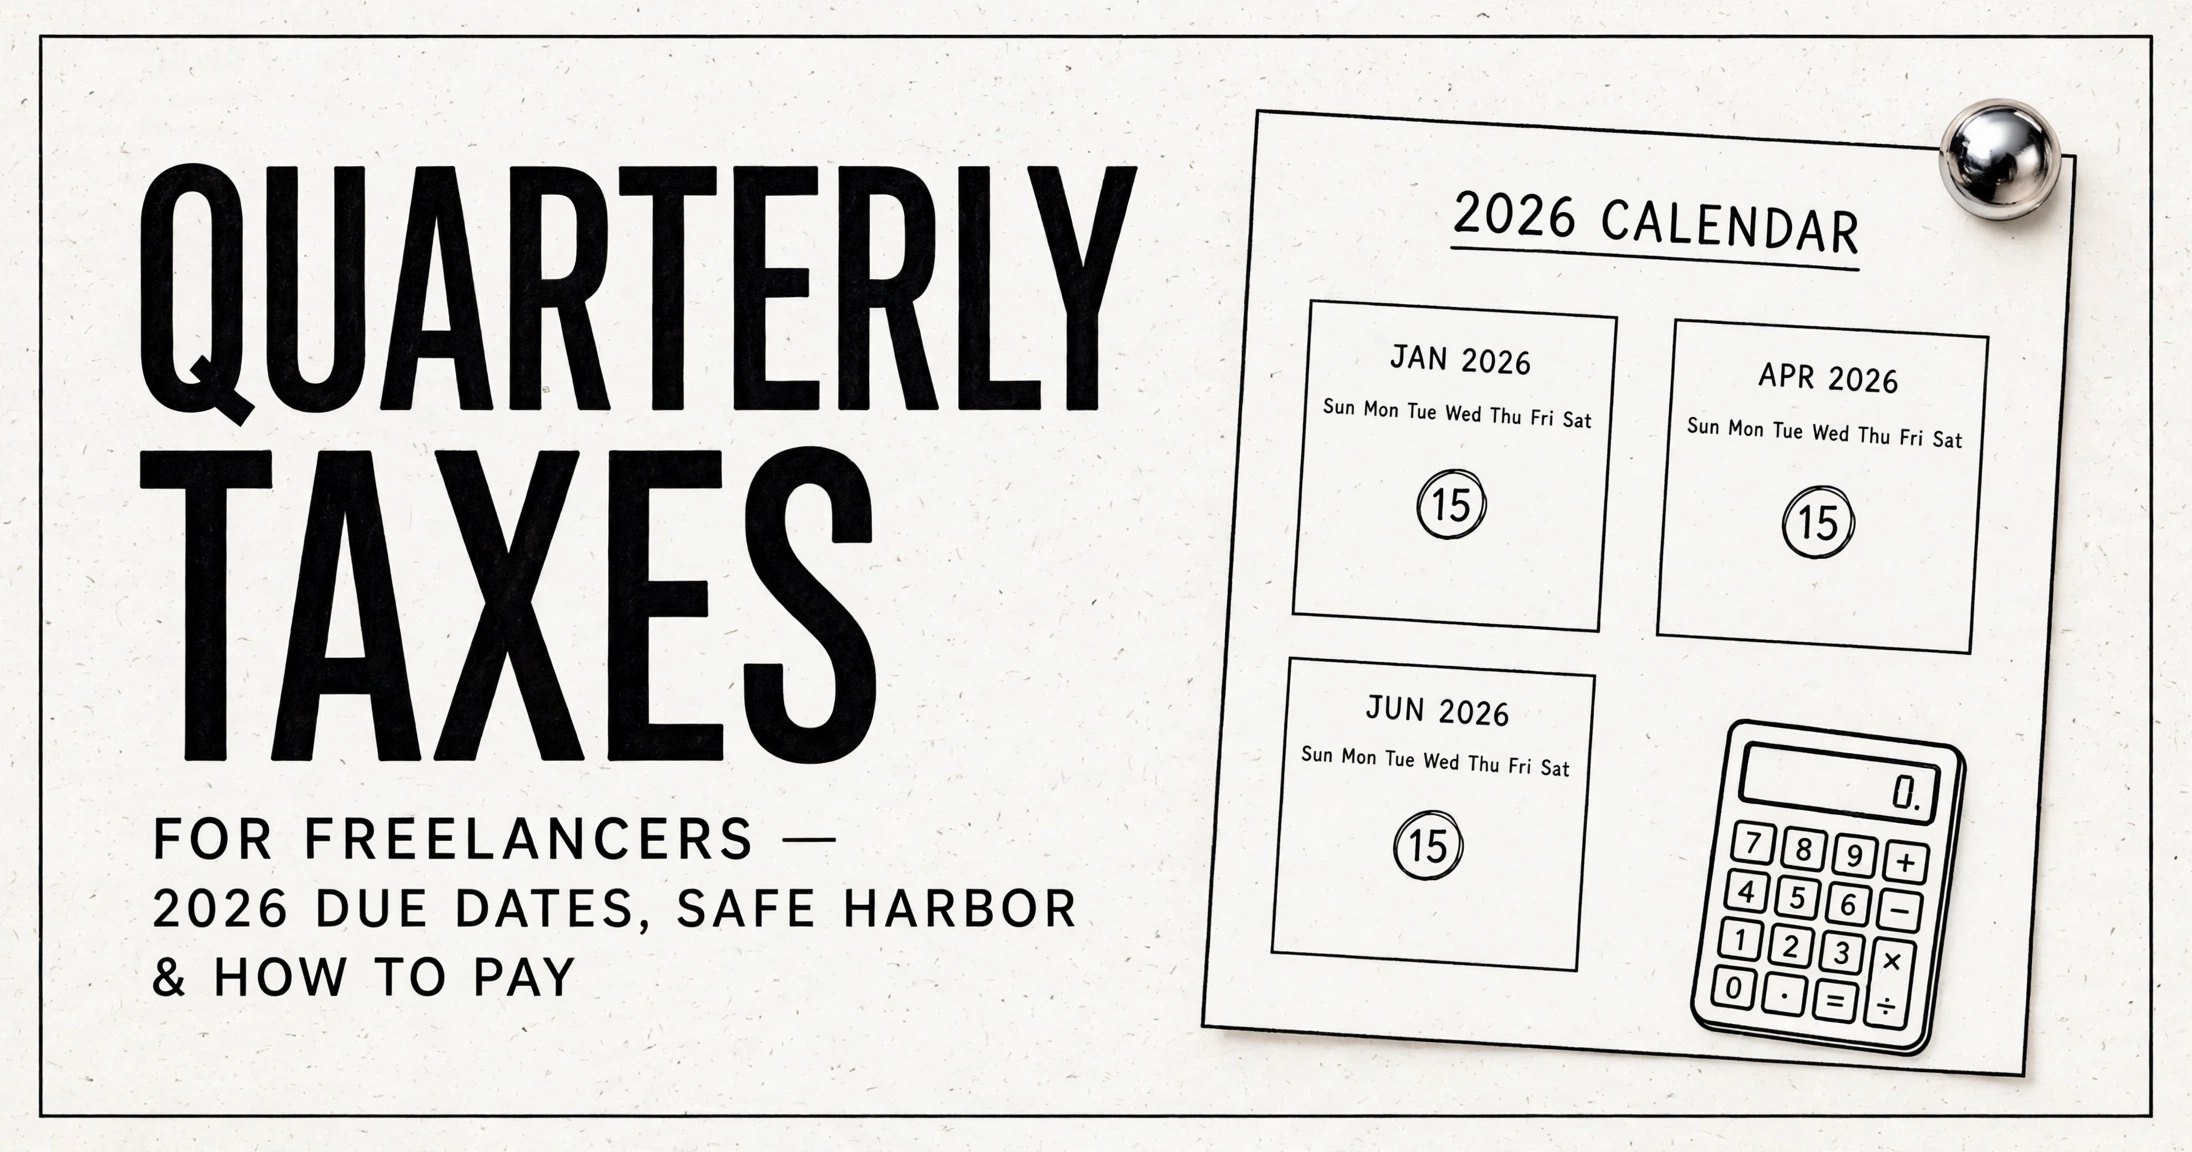 QUARTERLY
TAXES
FOR FREELANCERS —
2026 DUE DATES, SAFE HARBOR
& HOW TO PAY
2026 CALENDAR
JAN 2026
Sun Mon Tue Wed Thu Fri Sat
15
APR 2026
Sun Mon Tue Wed Thu Fri Sat
15
JUN 2026
Sun Mon Tue Wed Thu Fri Sat
15
0.
7 8 9 +
4 5 6 −
1 2 3 ×
0 · = ÷